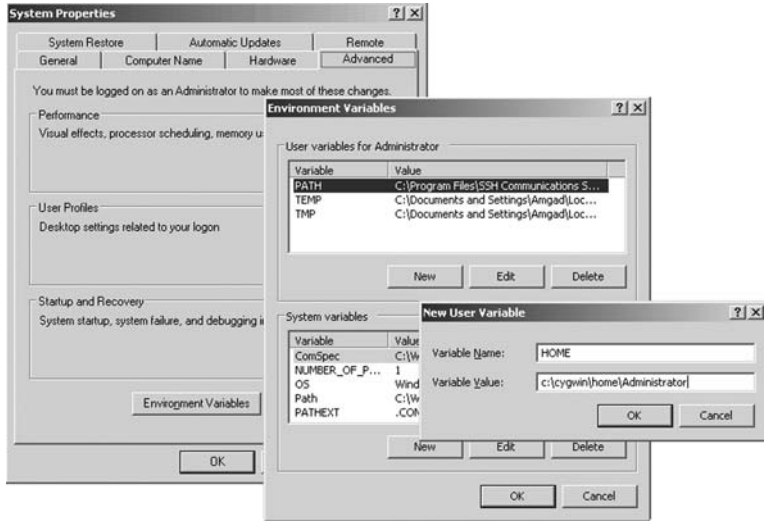 System Properties
System Restore Automatic Updates Remote
General Computer Name Hardware Advanced
You must be logged on as an Administrator to make most of these changes.
Performance
Visual effects, processor scheduling, memory
User Profiles
Desktop settings related to your logon
Startup and Recovery
System startup, system failure, and debugging
Environment Variables
OK
Environment Variables
User variables for Administrator
Variable Value
PATH C:\Program Files\SSH Communications S...
TEMP C:\Documents and Settings\Amgad\Loc...
TMP C:\Documents and Settings\Amgad\Loc...
New Edit Delete
System variables
Variable Value
ComSpec C:\W
NUMBER_OF_P... 1
OS Wind
Path C:\W
PATHEXT .COM
New Edit Delete
OK Cancel
New User Variable
Variable Name: HOME
Variable Value: c:\cygwin\home\Administrator
OK Cancel